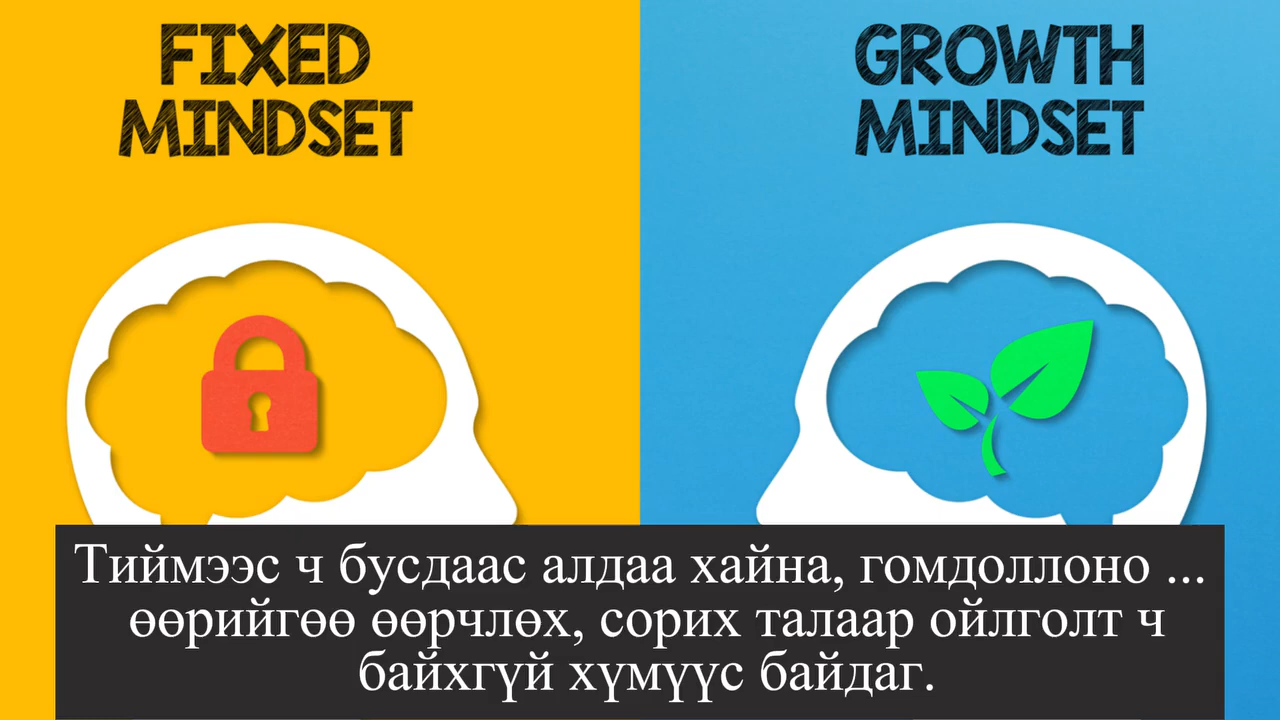 FIXED
MINDSET
GROWTH
MINDSET
Тиймээс ч бусдаас алдаа хайна, гомдоллоно ...
өөрийгөө өөрчлөх, сорих талаар ойлголт ч
байхгүй хүмүүс байдаг.